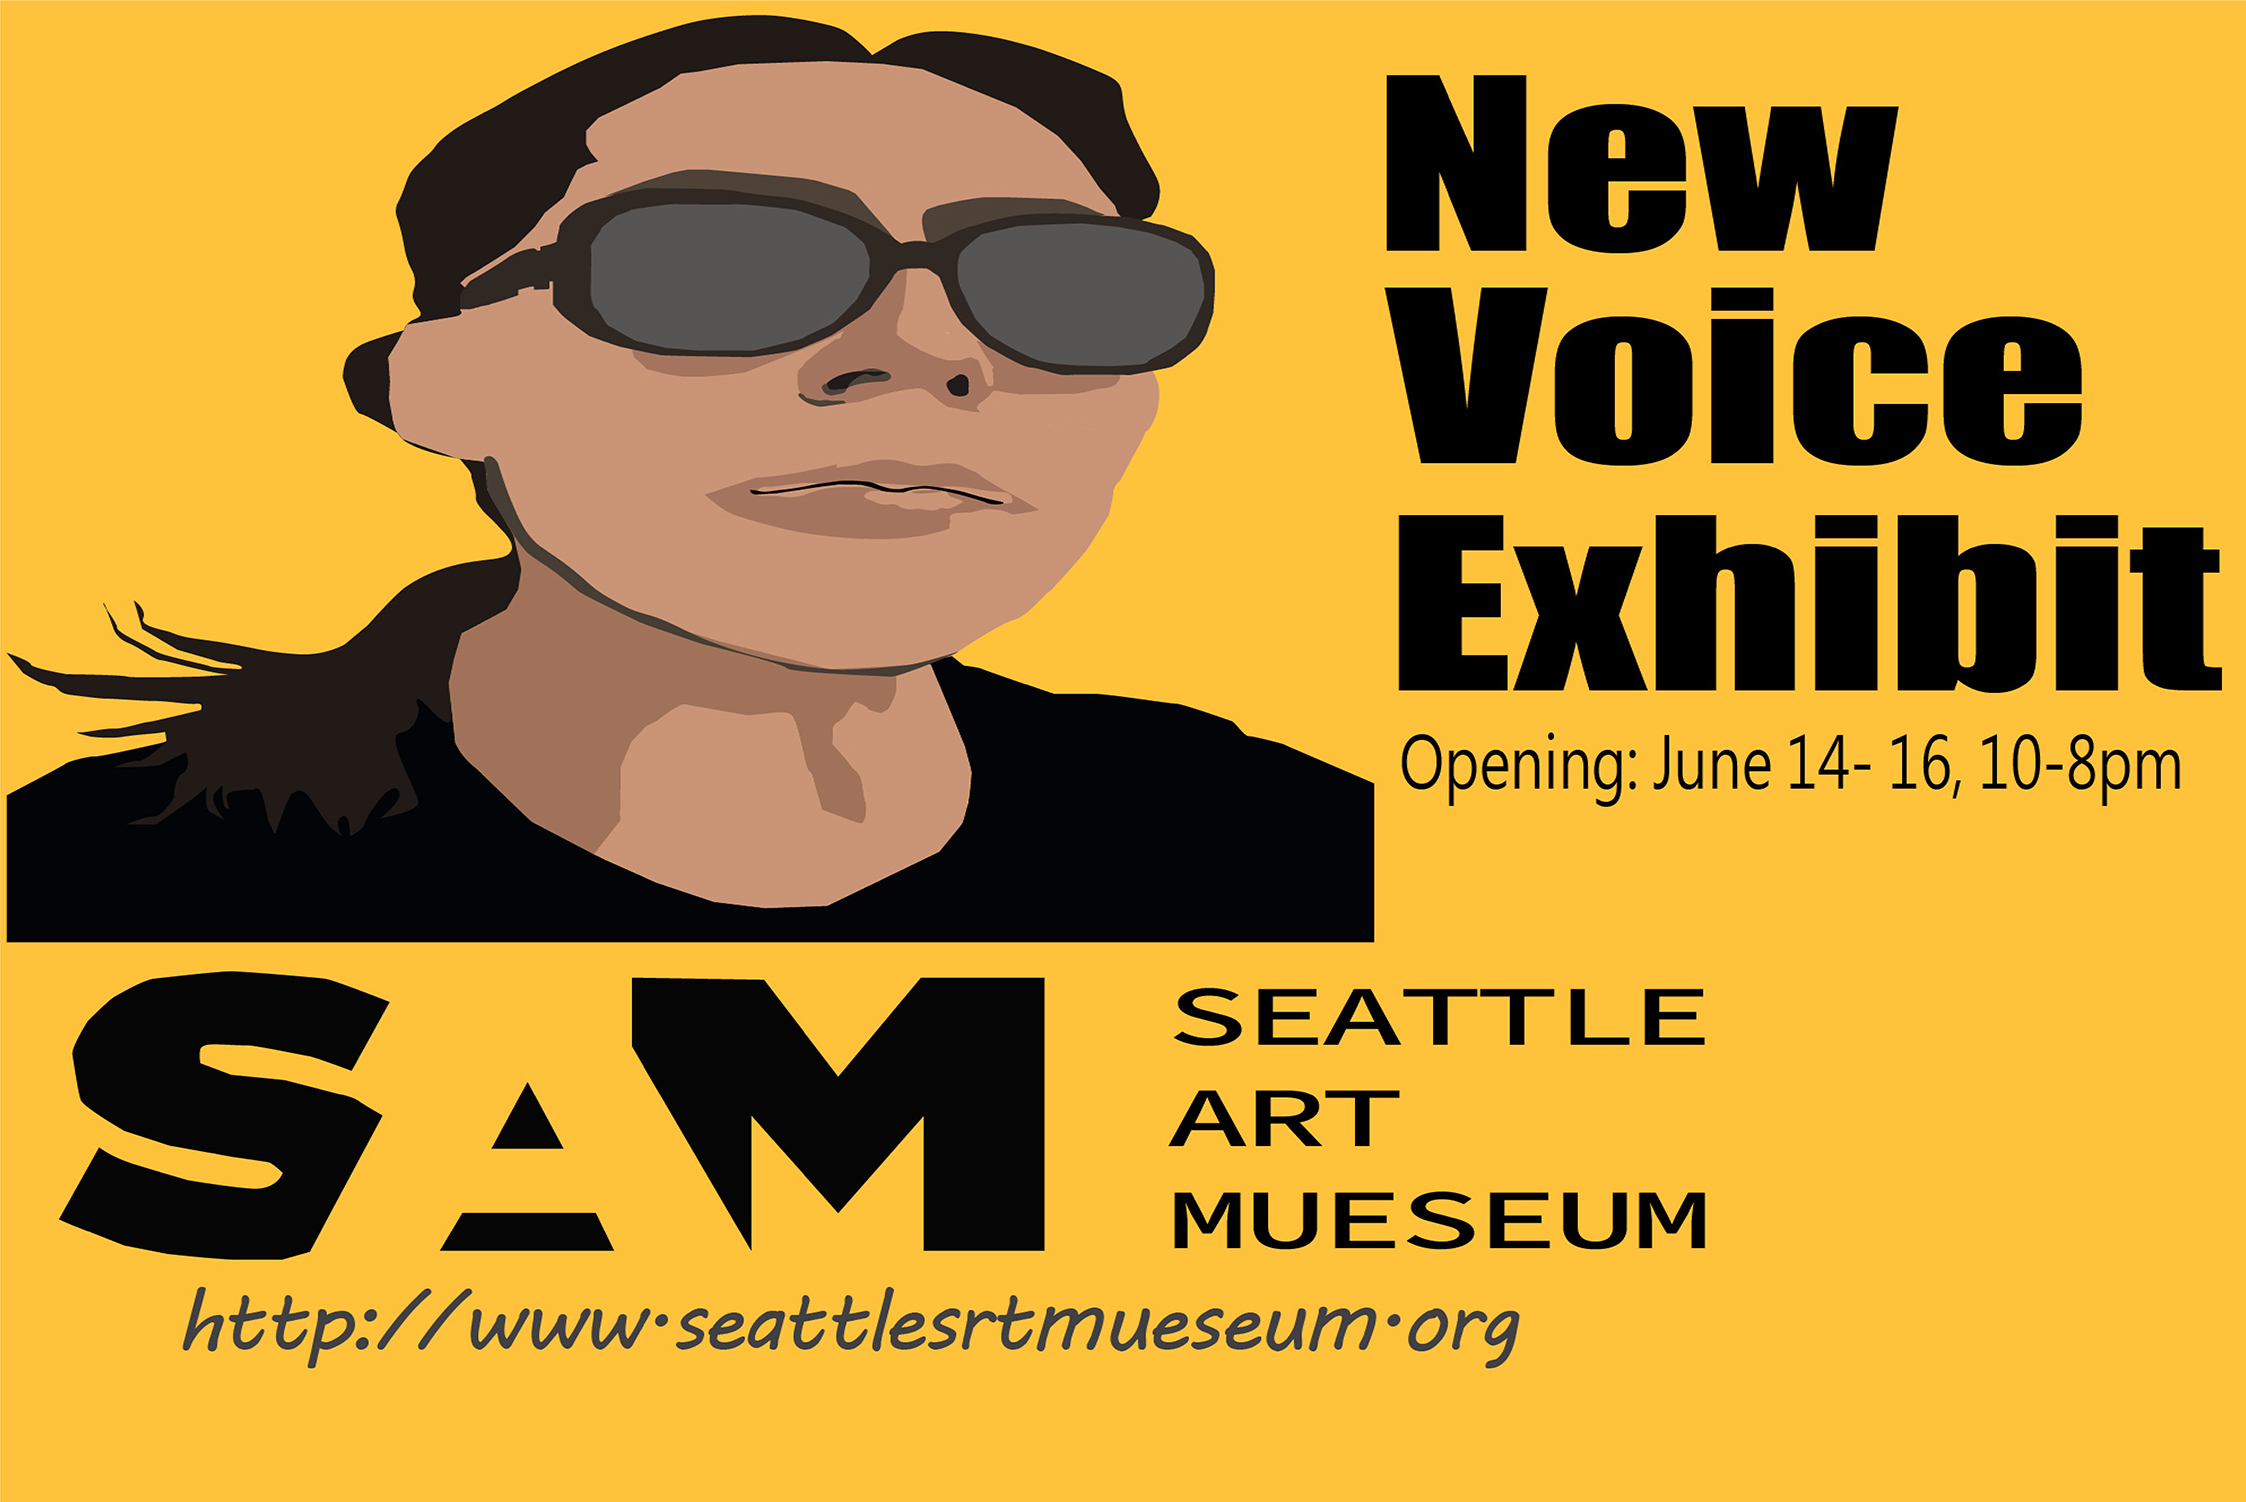 New
Voice
Exhibit
Opening: June 14- 16, 10-8pm
SAM
SEATTLE
ART
MUESEUM
http://www.seattlesrtmueseum.org